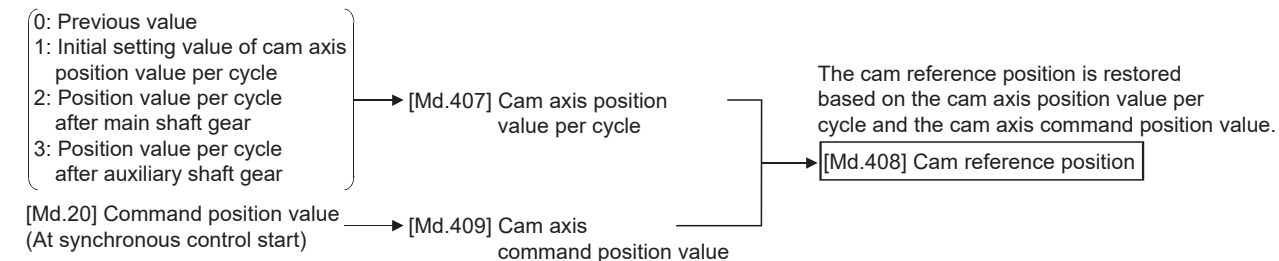 0: Previous value
1: Initial setting value of cam axis
position value per cycle
2: Position value per cycle
after main shaft gear
3: Position value per cycle
after auxiliary shaft gear
[Md.407] Cam axis position
value per cycle
The cam reference position is restored
based on the cam axis position value per
cycle and the cam axis command position value.
[Md.408] Cam reference position
[Md.20] Command position value
(At synchronous control start)
[Md.409] Cam axis
command position value